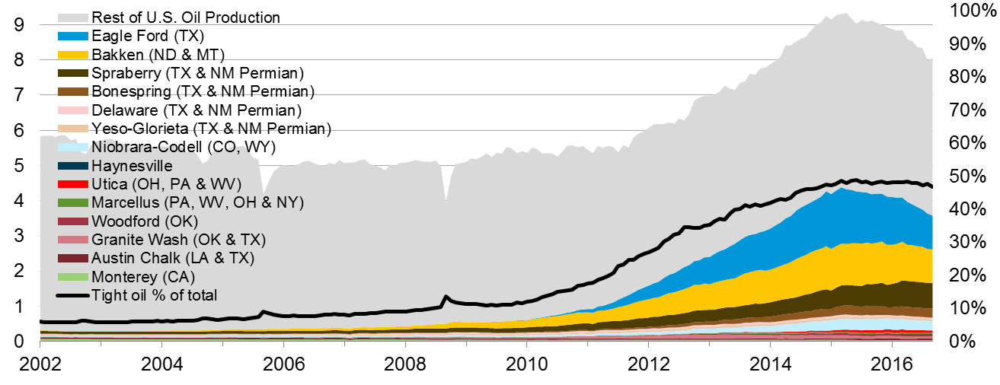 Rest of U.S. Oil Production
Eagle Ford (TX)
Bakken (ND & MT)
Spraberry (TX & NM Permian)
Bonespring (TX & NM Permian)
Delaware (TX & NM Permian)
Yeso-Glorieta (TX & NM Permian)
Niobrara-Codell (CO, WY)
Haynesville
Utica (OH, PA & WV)
Marcellus (PA, WV, OH & NY)
Woodford (OK)
Granite Wash (OK & TX)
Austin Chalk (LA & TX)
Monterey (CA)
Tight oil % of total
9
8
7
6
5
4
3
2
1
0
100%
90%
80%
70%
60%
50%
40%
30%
20%
10%
0%
2002 2004 2006 2008 2010 2012 2014 2016